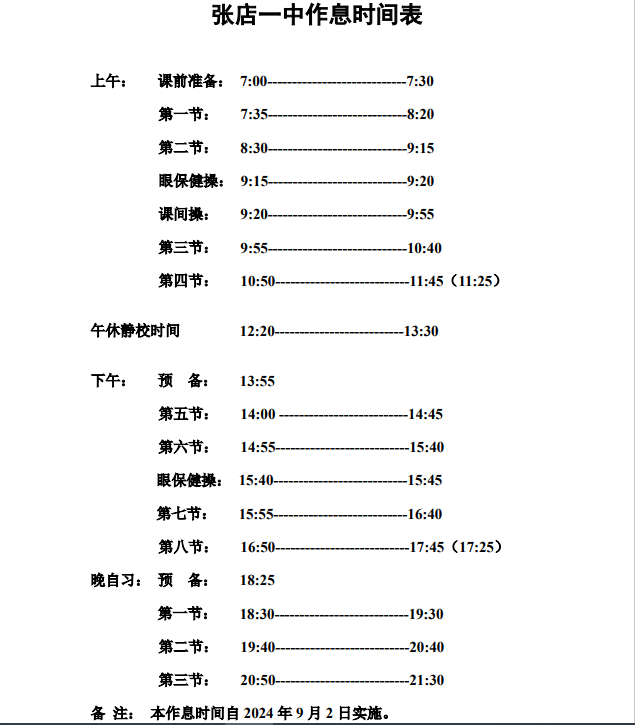 张店一中作息时间表
上午： 课前准备： 7:00----------------------------7:30
第一节： 7:35----------------------------8:20
第二节： 8:30----------------------------9:15
眼保健操： 9:15----------------------------9:20
课间操： 9:20----------------------------9:55
第三节： 9:55----------------------------10:40
第四节： 10:50---------------------------11:45（11:25）
午休静校时间 12:20--------------------------13:30
下午： 预 备： 13:55
第五节： 14:00 --------------------------14:45
第六节： 14:55---------------------------15:40
眼保健操： 15:40---------------------------15:45
第七节： 15:55---------------------------16:40
第八节： 16:50---------------------------17:45（17:25）
晚自习： 预 备： 18:25
第一节： 18:30---------------------------19:30
第二节： 19:40---------------------------20:40
第三节： 20:50---------------------------21:30
备 注： 本作息时间自 2024 年 9 月 2 日实施。